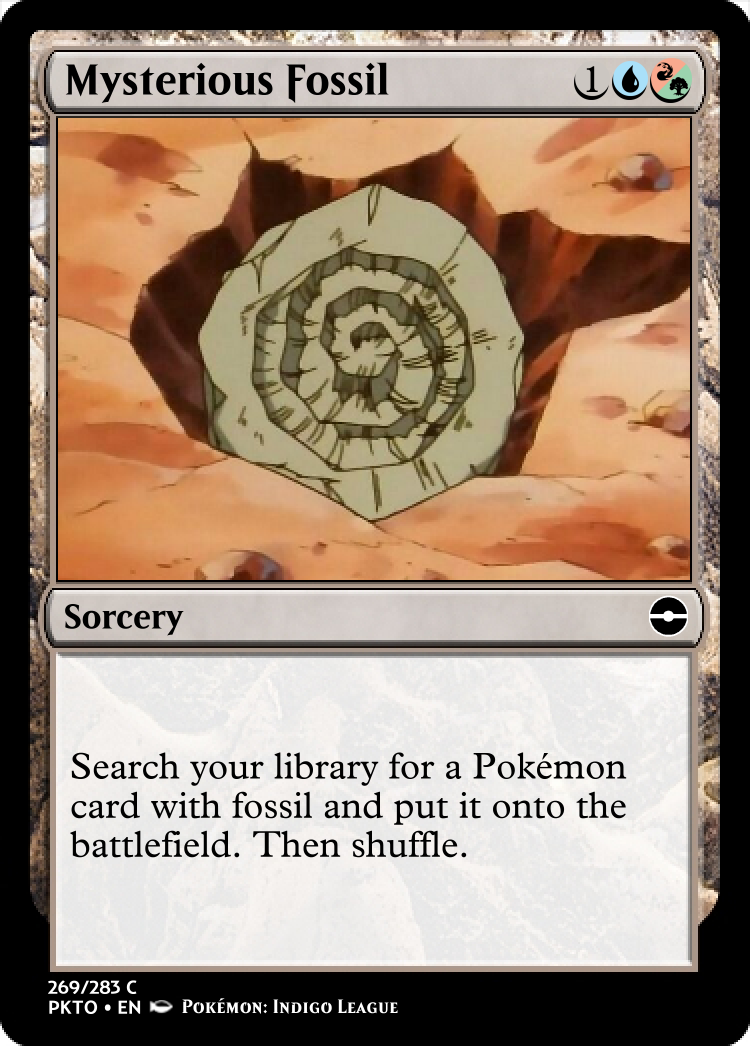 Mysterious Fossil 1
Sorcery
Search your library for a Pokémon
card with fossil and put it onto the
battlefield. Then shuffle.
269/283 C
PKTO • EN Pokémon: Indigo League